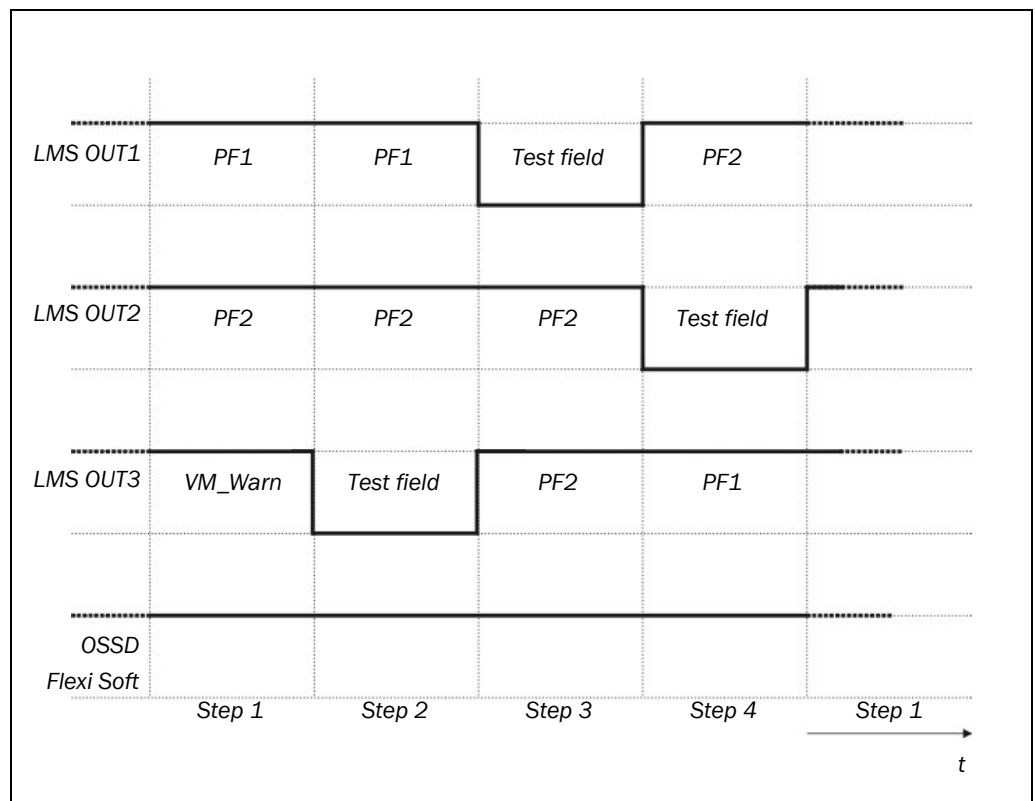 LMS OUT1 PF1 PF1 Test field PF2
LMS OUT2 PF2 PF2 PF2 Test field
LMS OUT3 VM_Warn Test field PF2 PF1
OSSD
Flexi Soft
Step 1 Step 2 Step 3 Step 4 Step 1
t